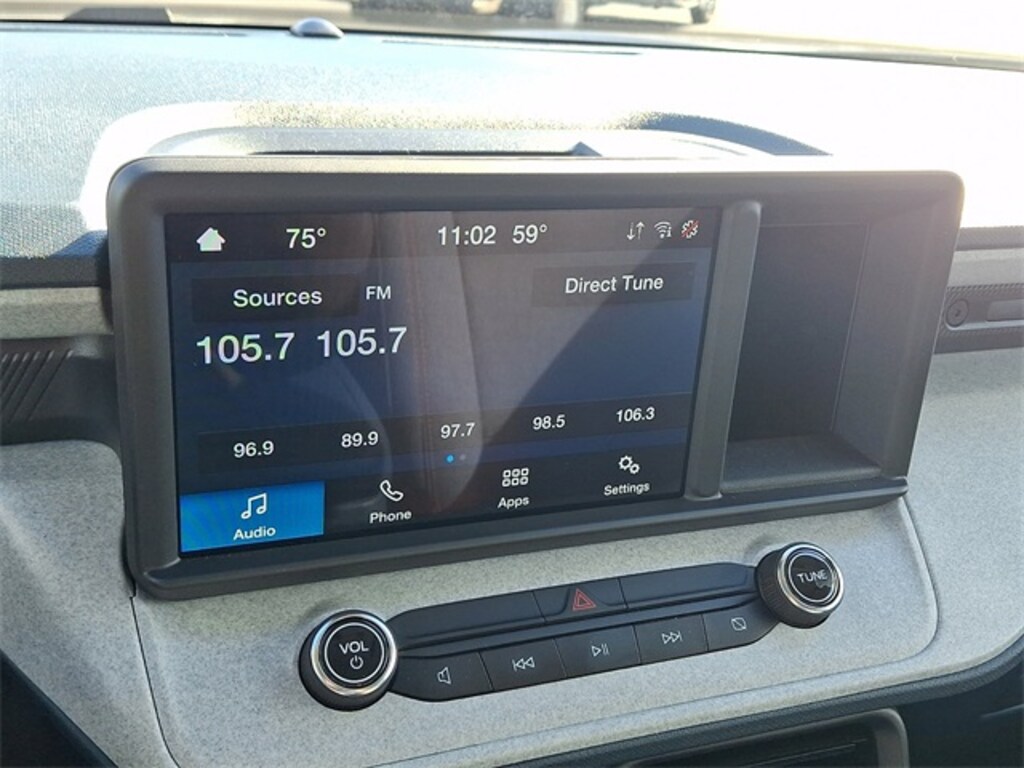 75° 11:02 59°
Sources FM Direct Tune
105.7 105.7
96.9 89.9 97.7 98.5 106.3
Audio Phone Apps Settings
VOL
TUNE